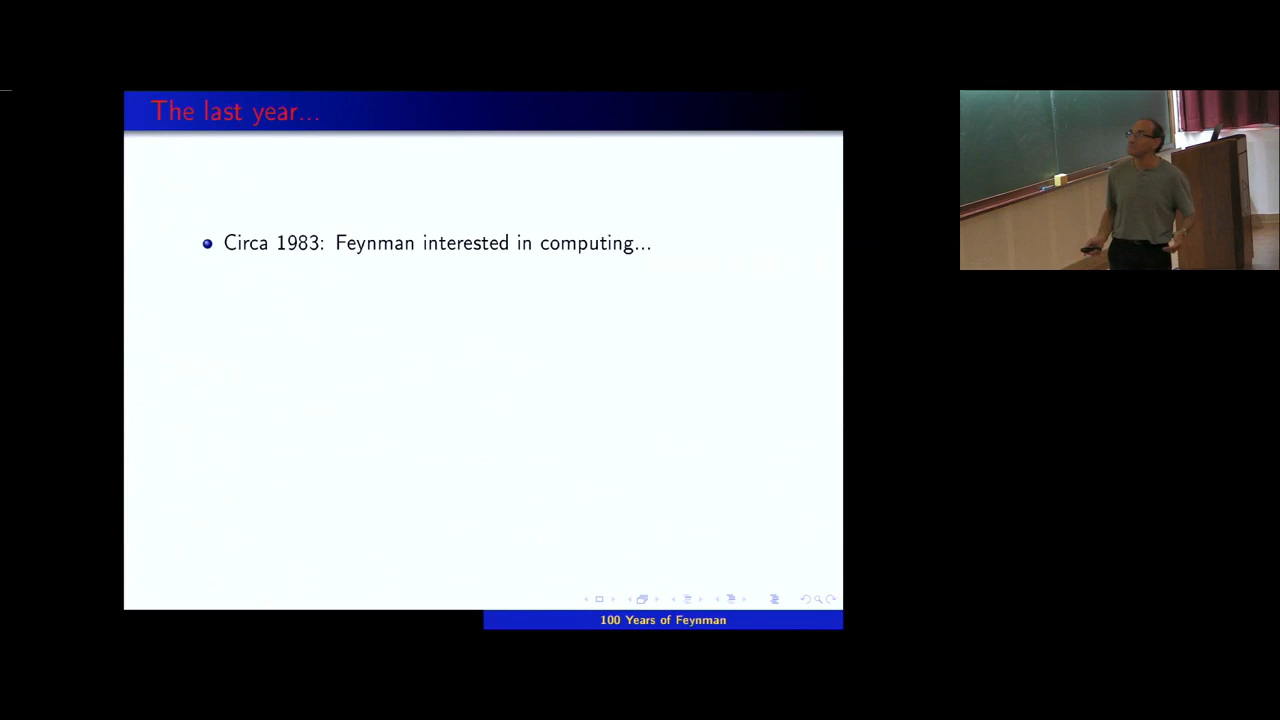 The last year...
Circa 1983: Feynman interested in computing...
100 Years of Feynman